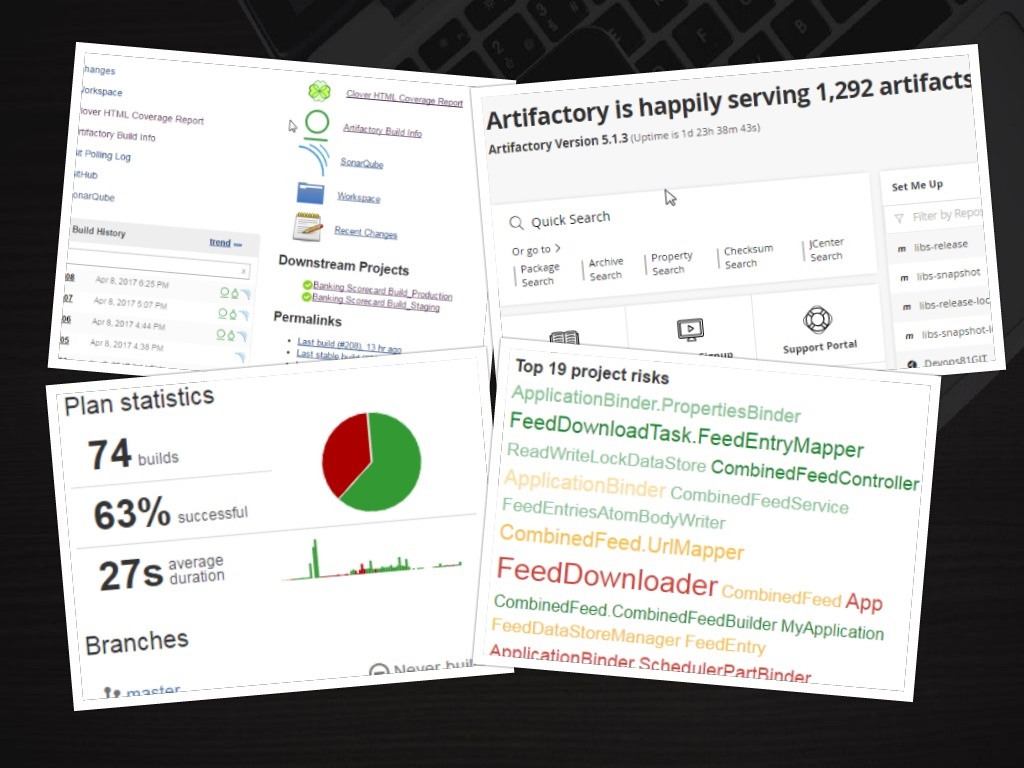 hanges
orkspace
lover HTML Coverage Report
rtifactory Build Info
it Polling Log
itHub
onarQube
Build History
trend
x
08 Apr 8, 2017 6:25 PM
07 Apr 8, 2017 5:07 PM
06 Apr 8, 2017 4:44 PM
05 Apr 8, 2017 4:38 PM
Clover HTML Coverage Report
Artifactory Build Info
SonarQube
Workspace
Recent Changes
Downstream Projects
Banking Scorecard Build_Production
Banking Scorecard Build_Staging
Permalinks
Last build (#208), 13 hr ago
Last stable build
Artifactory is happily serving 1,292 artifacts
Artifactory Version 5.1.3 (Uptime is 1d 23h 38m 43s)
Quick Search
Or go to >
Package Search
Archive Search
Property Search
Checksum Search
JCenter Search
Support Portal
Set Me Up
Filter by Repos
m libs-release
m libs-snapshot
m libs-release-loc
m libs-snapshot-l
Devops81GIT
Plan statistics
74 builds
63% successful
27s average duration
Branches
master
Never buil
Top 19 project risks
ApplicationBinder.PropertiesBinder
FeedDownloadTask.FeedEntryMapper
ReadWriteLockDataStore CombinedFeedController
ApplicationBinder CombinedFeedService
FeedEntriesAtomBodyWriter
CombinedFeed.UrlMapper
FeedDownloader CombinedFeed App
CombinedFeed.CombinedFeedBuilder MyApplication
FeedDataStoreManager FeedEntry
ApplicationBinder.SchedulerPartBinder